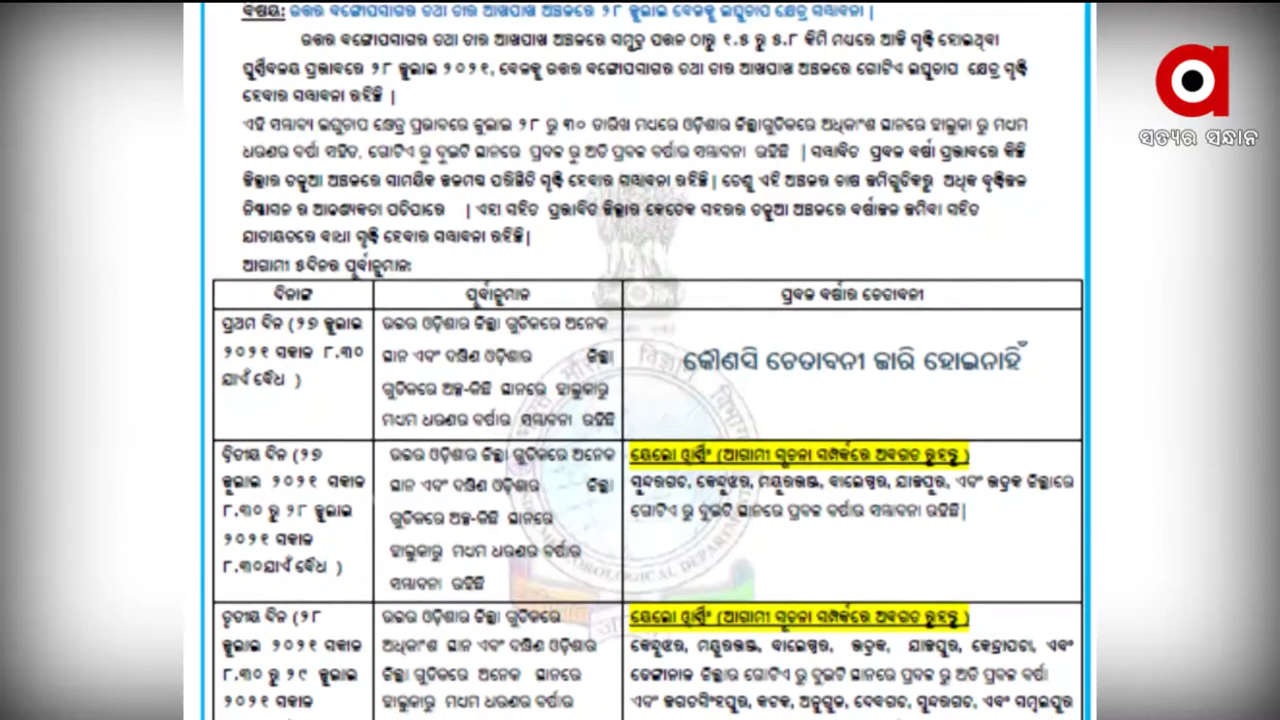 ବିଷୟ: ଉତ୍ତର ବଙ୍ଗୋପସାଗର ତଥା ତାର ଆଖପାଖ ଅଞ୍ଚଳରେ ୨୮ ଜୁଲାଇ ବେଳକୁ ଲଘୁଚାପ କ୍ଷେତ୍ର ସମ୍ଭାବନା |
ଉତ୍ତର ବଙ୍ଗୋପସାଗର ତଥା ତାର ଆଖପାଖ ଅଞ୍ଚଳରେ ସମୁଦ୍ର ପତ୍ତନ ଠାରୁ ୧.୫ ରୁ ୫.୮ କିମି ମଧ୍ୟରେ ଆଜି ସୃଷ୍ଟି ହୋଇଥିବା
ଘୂର୍ଣ୍ଣିବଳୟ ପ୍ରଭାବରେ ୨୮ ଜୁଲାଇ ୨୦୨୧, ବେଳକୁ ଉତ୍ତର ବଙ୍ଗୋପସାଗର ତଥା ତାର ଆଖପାଖ ଅଞ୍ଚଳରେ ଗୋଟିଏ ଲଘୁଚାପ କ୍ଷେତ୍ର ସୃଷ୍ଟି
ହେବାର ସମ୍ଭାବନା ରହିଛି |
ଏହି ସମ୍ଭାବ୍ୟ ଲଘୁଚାପ କ୍ଷେତ୍ର ପ୍ରଭାବରେ ଜୁଲାଇ ୨୮ ରୁ ୩୦ ତାରିଖ ମଧ୍ୟରେ ଓଡ଼ିଶାର ଜିଲ୍ଲାଗୁଡିକରେ ଅଧିକାଂଶ ସ୍ଥାନରେ ହାଲୁକା ରୁ ମଧ୍ୟମ
ଧରଣର ବର୍ଷା ସହିତ, ଗୋଟିଏ ରୁ ଦୁଇଟି ସ୍ଥାନରେ ପ୍ରବଳ ରୁ ଅତି ପ୍ରବଳ ବର୍ଷାର ସମ୍ଭାବନା ରହିଛି | ସମ୍ଭାବିତ ପ୍ରବଳ ବର୍ଷା ପ୍ରଭାବରେ କିଛି
ଜିଲ୍ଲାର ତଳୁଆ ଅଞ୍ଚଳରେ ସାମୟିକ ଜଳମଗ୍ନ ପରିସ୍ଥିତି ସୃଷ୍ଟି ହେବାର ସମ୍ଭାବନା ରହିଛି | ତେଣୁ ଏହି ଅଞ୍ଚଳର ଚାଷ ଜମିଗୁଡିକରୁ ଅଧିକ ବୃଷ୍ଟିଜଳ
ନିଷ୍କାସନ ର ଆବଶ୍ୟକତା ପଡିପାରେ | ଏହା ସହିତ ପ୍ରଭାବିତ ଜିଲ୍ଲାର କେତେକ ସହରର ତଳୁଆ ଅଞ୍ଚଳରେ ବର୍ଷାଜଳ ଜମିବା ସହିତ
ଯାତାୟତରେ ବାଧା ସୃଷ୍ଟି ହେବାର ସମ୍ଭାବନା ରହିଛି|
ଆଗାମୀ ୫ଦିନର ପୂର୍ବାନୁମାନ:
ଦିନାଙ୍କ ପୂର୍ବାନୁମାନ ପ୍ରବଳ ବର୍ଷାର ଚେତାବନୀ
ପ୍ରଥମ ଦିନ (୨୭ ଜୁଲାଇ
୨୦୨୧ ସକାଳ ୮.୩୦
ଯାଏଁ ବୈଧ )
ଉତ୍ତର ଓଡ଼ିଶାର ଜିଲ୍ଲା ଗୁଡିକରେ ଅନେକ
ସ୍ଥାନ ଏବଂ ଦକ୍ଷିଣ ଓଡ଼ିଶାର ଜିଲ୍ଲା
ଗୁଡିକରେ ଅଳ୍ପ-କିଛି ସ୍ଥାନରେ ହାଲୁକାରୁ
ମଧ୍ୟମ ଧରଣର ବର୍ଷାର ସମ୍ଭାବନା ରହିଛି
କୌଣସି ଚେତାବନୀ ଜାରି ହୋଇନାହିଁ
ଦ୍ଵିତୀୟ ଦିନ (୨୭
ଜୁଲାଇ ୨୦୨୧ ସକାଳ
୮.୩୦ ରୁ ୨୮ ଜୁଲାଇ
୨୦୨୧ ସକାଳ
୮.୩୦ଯାଏଁ ବୈଧ )
ଉତ୍ତର ଓଡ଼ିଶାର ଜିଲ୍ଲା ଗୁଡିକରେ ଅନେକ
ସ୍ଥାନ ଏବଂ ଦକ୍ଷିଣ ଓଡ଼ିଶାର ଜିଲ୍ଲା
ଗୁଡିକରେ ଅଳ୍ପ-କିଛି ସ୍ଥାନରେ
ହାଲୁକାରୁ ମଧ୍ୟମ ଧରଣର ବର୍ଷାର
ସମ୍ଭାବନା ରହିଛି
ୟେଲୋ ୱାର୍ଣ୍ଣିଂ (ଆଗାମୀ ସୂଚନା ସମ୍ପର୍କରେ ଅବଗତ ରୁହନ୍ତୁ )
ସୁନ୍ଦରଗଡ, କେନ୍ଦୁଝର, ମୟୂରଭଞ୍ଜ, ବାଲେଶ୍ଵର, ଯାଜପୁର, ଏବଂ ଭଦ୍ରକ ଜିଲ୍ଲାରେ
ଗୋଟିଏ ରୁ ଦୁଇଟି ସ୍ଥାନରେ ପ୍ରବଳ ବର୍ଷାର ସମ୍ଭାବନା ରହିଛି|
ତୃତୀୟ ଦିନ (୨୮
ଜୁଲାଇ ୨୦୨୧ ସକାଳ
୮.୩୦ ରୁ ୨୯ ଜୁଲାଇ
୨୦୨୧ ସକାଳ
ଉତ୍ତର ଓଡ଼ିଶାର ଜିଲ୍ଲା ଗୁଡିକରେ
ଅଧିକାଂଶ ସ୍ଥାନ ଏବଂ ଦକ୍ଷିଣ ଓଡ଼ିଶାର
ଜିଲ୍ଲା ଗୁଡିକରେ ଅନେକ ସ୍ଥାନରେ
ହାଲୁକାରୁ ମଧ୍ୟମ ଧରଣର ବର୍ଷାର
ୟେଲୋ ୱାର୍ଣ୍ଣିଂ (ଆଗାମୀ ସୂଚନା ସମ୍ପର୍କରେ ଅବଗତ ରୁହନ୍ତୁ )
କେନ୍ଦୁଝର, ମୟୂରଭଞ୍ଜ, ବାଲେଶ୍ଵର, ଭଦ୍ରକ, ଯାଜପୁର, କେନ୍ଦ୍ରାପଡା, ଏବଂ
ଢେଙ୍କାନାଳ ଜିଲ୍ଲାର ଗୋଟିଏ ରୁ ଦୁଇଟି ସ୍ଥାନରେ ପ୍ରବଳ ରୁ ଅତି ପ୍ରବଳ ବର୍ଷା
ଏବଂ ଜଗତସିଂହପୁର, କଟକ, ଅନୁଗୁଳ, ଦେବଗଡ, ସୁନ୍ଦରଗଡ, ଏବଂ ସମ୍ବଲପୁର
ସତ୍ୟର ସନ୍ଧାନ